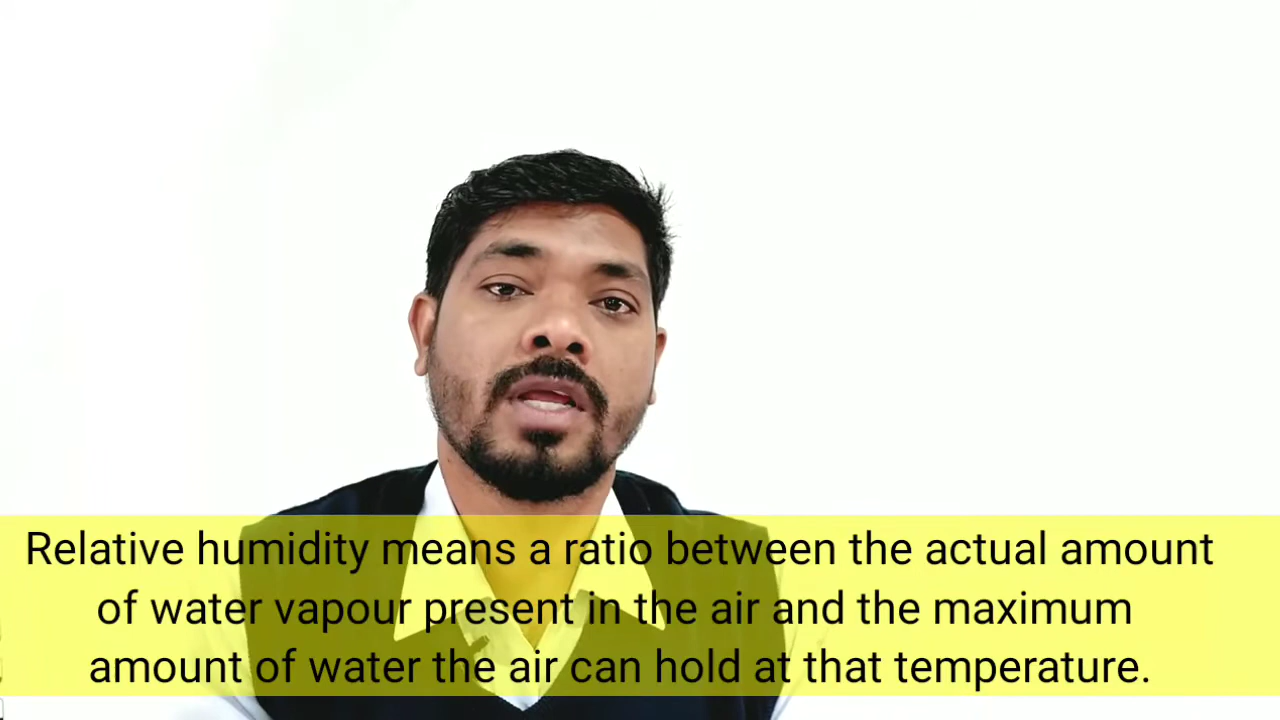 Relative humidity means a ratio between the actual amount
of water vapour present in the air and the maximum
amount of water the air can hold at that temperature.